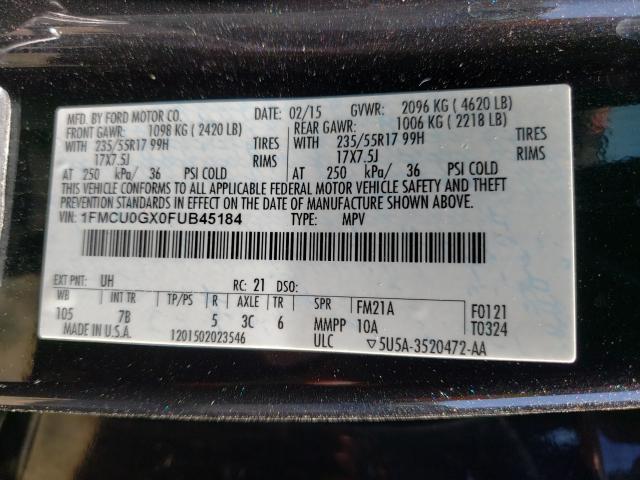 MFD. BY FORD MOTOR CO. DATE: 02/15 GVWR: 2096 KG ( 4620 LB)
FRONT GAWR: 1098 KG ( 2420 LB) REAR GAWR: 1006 KG ( 2218 LB)
WITH 235/55R17 99H TIRES WITH 235/55R17 99H TIRES
17X7.5J RIMS 17X7.5J RIMS
AT 250 kPa/ 36 PSI COLD AT 250 kPa/ 36 PSI COLD
THIS VEHICLE CONFORMS TO ALL APPLICABLE FEDERAL MOTOR VEHICLE SAFETY AND THEFT
PREVENTION STANDARDS IN EFFECT ON THE DATE OF MANUFACTURE SHOWN ABOVE.
VIN: 1FMCU0GX0FUB45184 TYPE: MPV
EXT PNT: UH RC: 21 DSO:
WB INT TR TP/PS R AXLE TR SPR FM21A F0121
105 7B 5 3C 6 MMPP 10A T0324
MADE IN U.S.A. 1201502023546 ULC ▽5U5A-3520472-AA